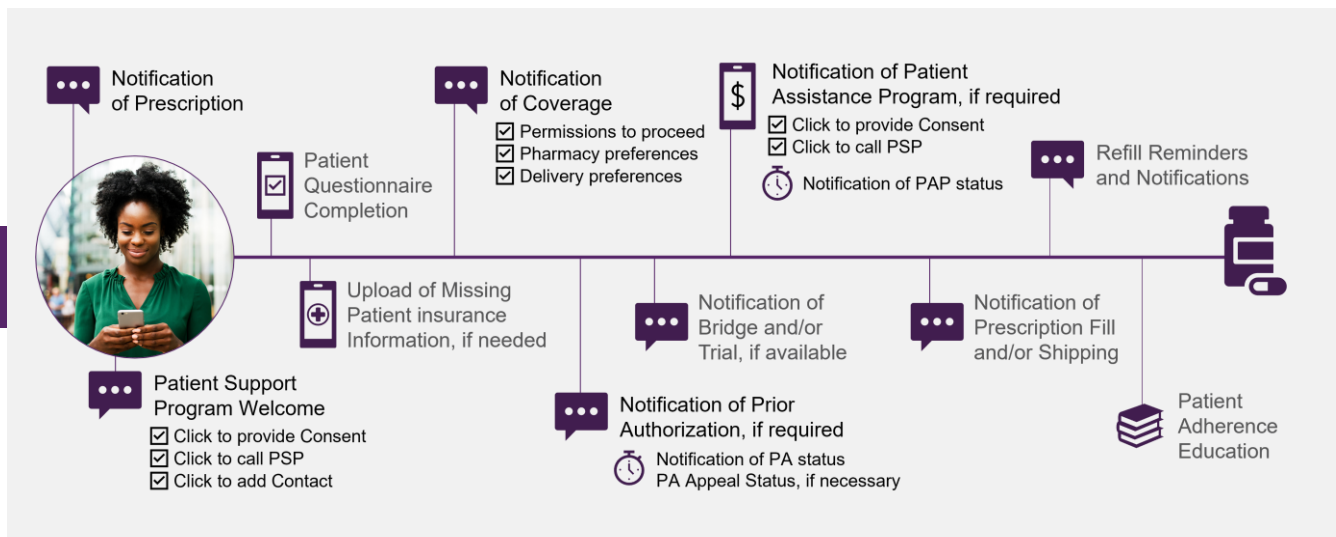 Notification
of Prescription
Patient Support
Program Welcome
Click to provide Consent
Click to call PSP
Click to add Contact
Patient
Questionnaire
Completion
Upload of Missing
Patient insurance
Information, if needed
Notification
of Coverage
Permissions to proceed
Pharmacy preferences
Delivery preferences
Notification of Prior
Authorization, if required
Notification of PA status
PA Appeal Status, if necessary
Notification of
Bridge and/or
Trial, if available
$
Notification of Patient
Assistance Program, if required
Click to provide Consent
Click to call PSP
Notification of PAP status
Notification of
Prescription Fill
and/or Shipping
Refill Reminders
and Notifications
Patient
Adherence
Education